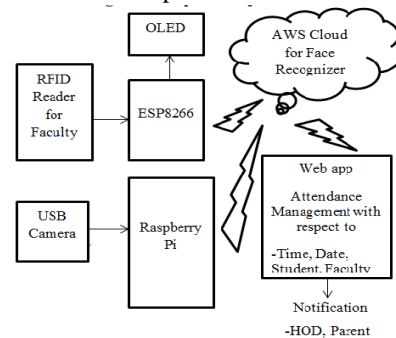 OLED
AWS Cloud
for Face
Recognizer
RFID
Reader
for
Faculty
ESP8266
USB
Camera
Raspberry
Pi
Web app
Attendance
Management with
respect to
-Time, Date,
Student, Faculty
Notification
-HOD, Parent